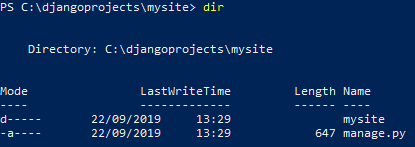 PS C:\djangoprojects\mysite> dir
Directory: C:\djangoprojects\mysite
Mode LastWriteTime Length Name
---- ------------- ------ ----
d----- 22/09/2019 13:29 mysite
-a---- 22/09/2019 13:29 647 manage.py